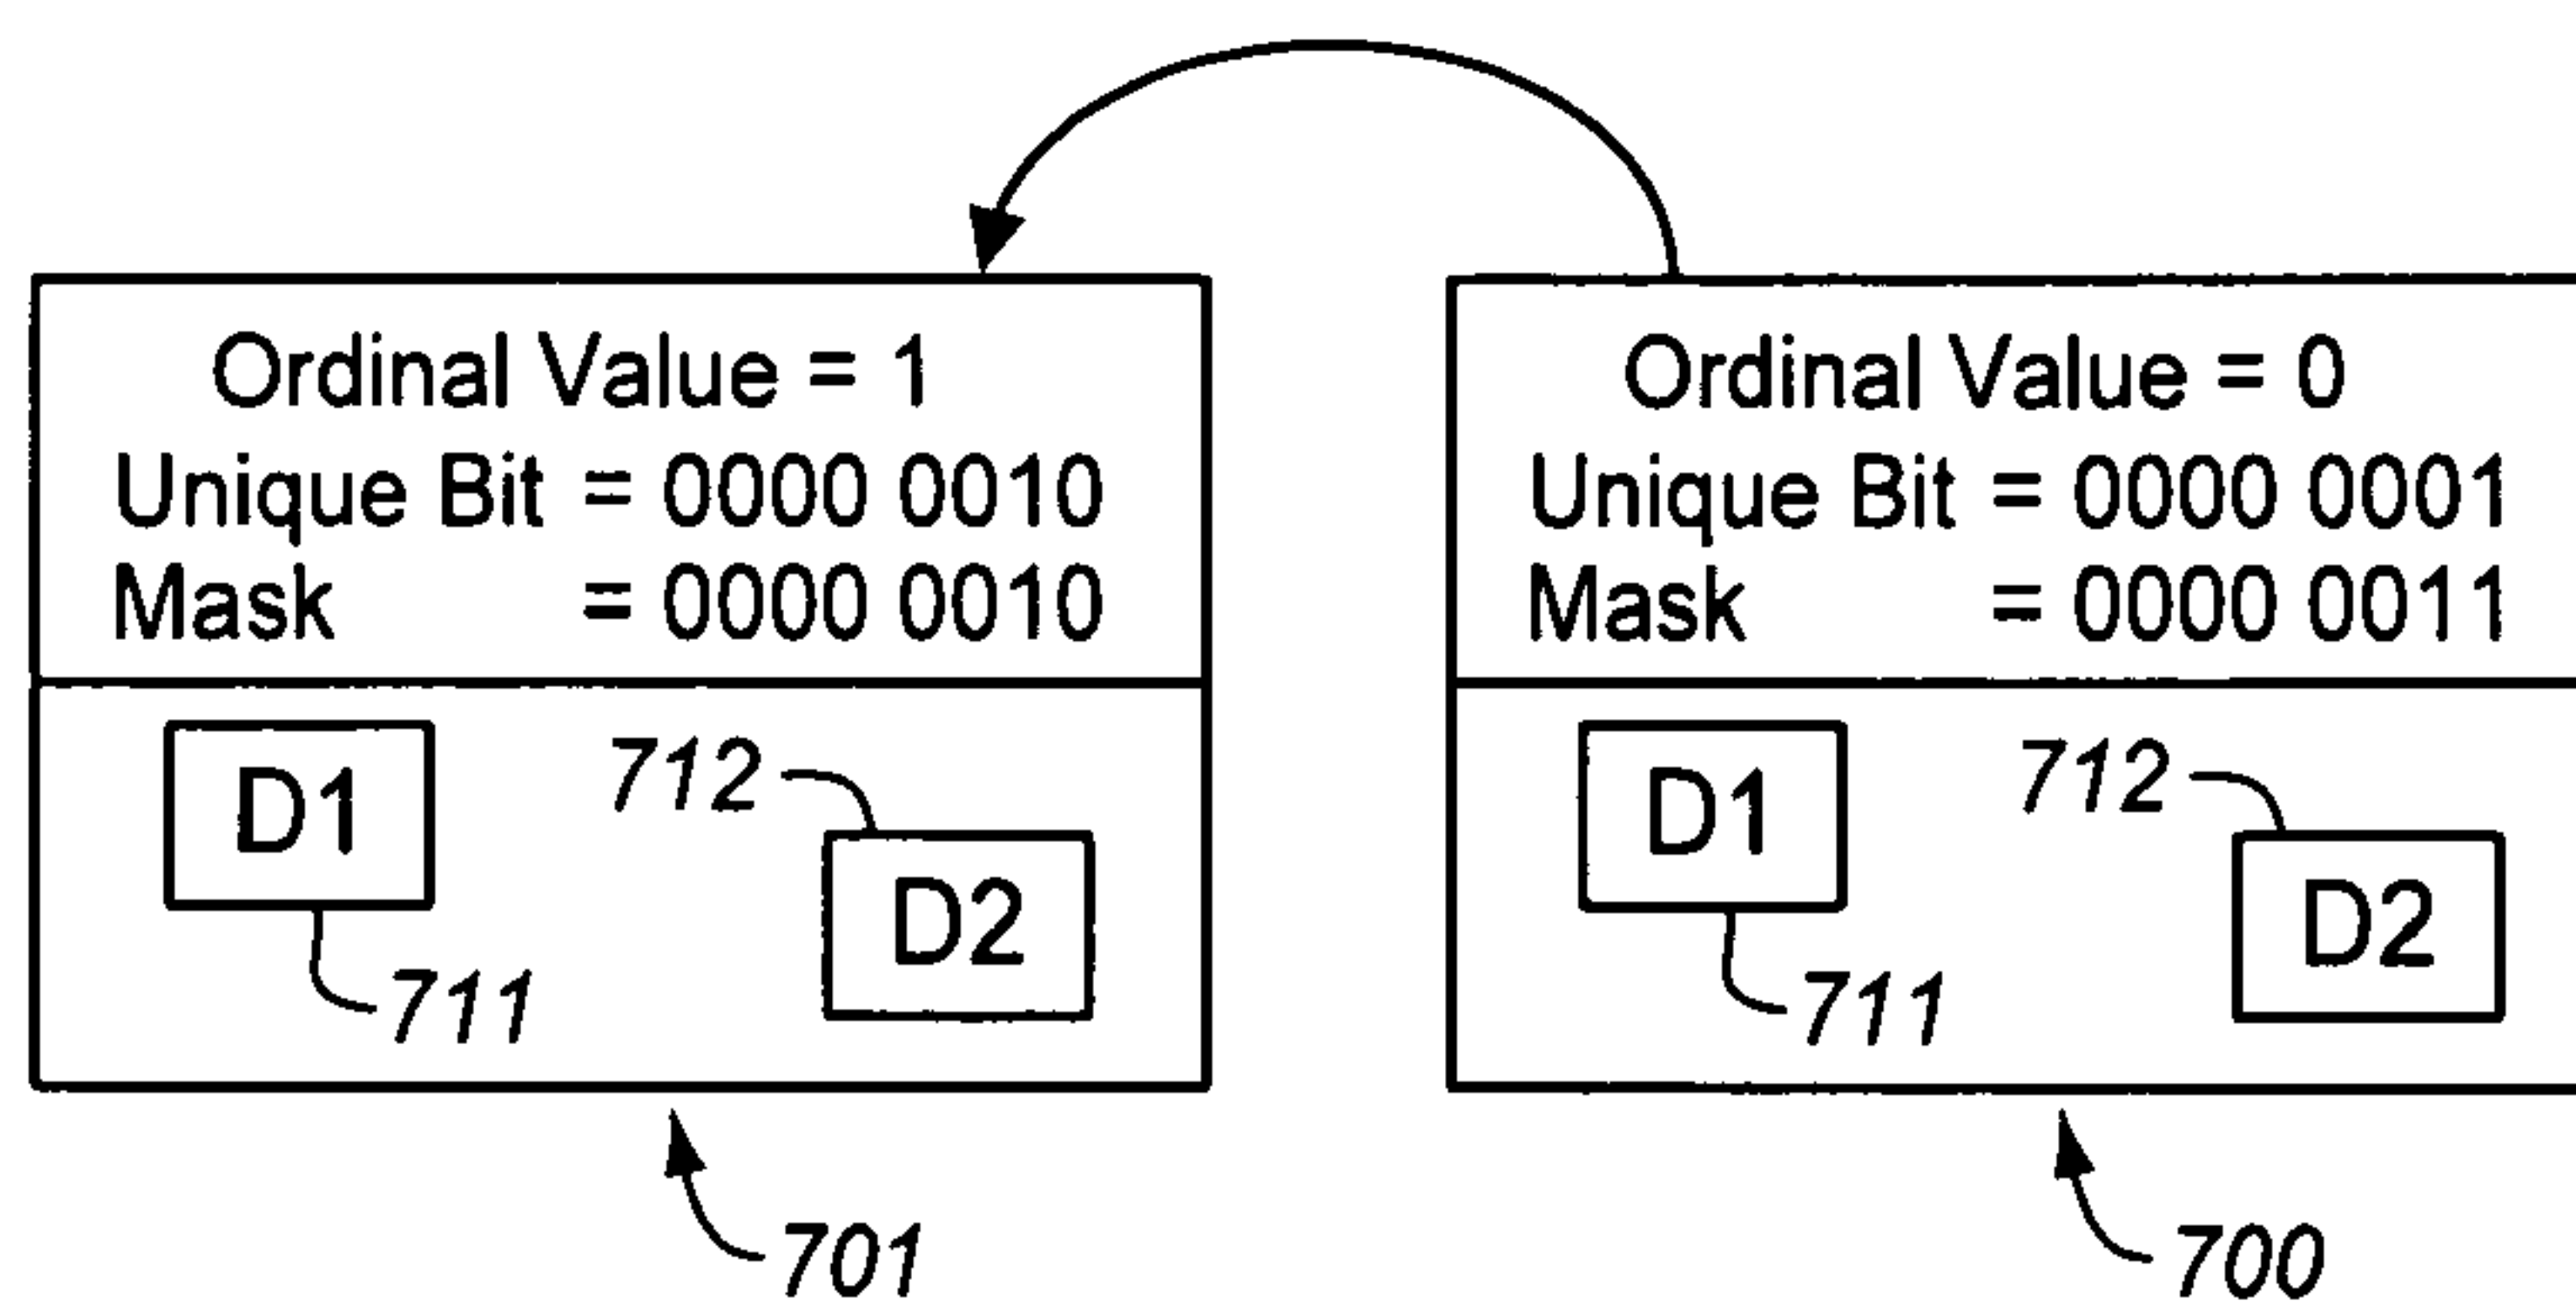 Ordinal Value = 1
Unique Bit = 0000 0010
Mask = 0000 0010
D1
712
D2
711
701
Ordinal Value = 0
Unique Bit = 0000 0001
Mask = 0000 0011
D1
712
D2
711
700